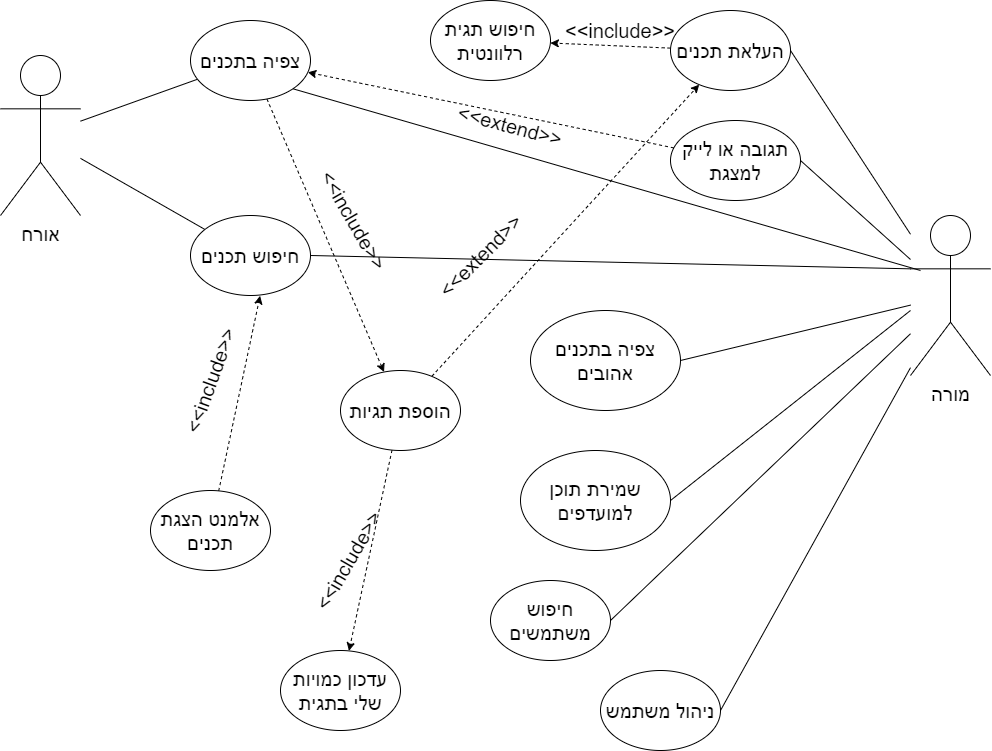 חיפוש תגית
רלוונטית
<<include>>
העלאת תכנים
צפיה בתכנים
<<extend>>
תגובה או לייק
למצגת
אורח
<<include>>
<<extend>>
חיפוש תכנים
צפיה בתכנים
אהובים
מורה
<<include>>
הוספת תגיות
שמירת תוכן
למועדפים
אלמנט הצגת
תכנים
<<include>>
חיפוש
משתמשים
עדכון כמויות
שלי בתגית
ניהול משתמש